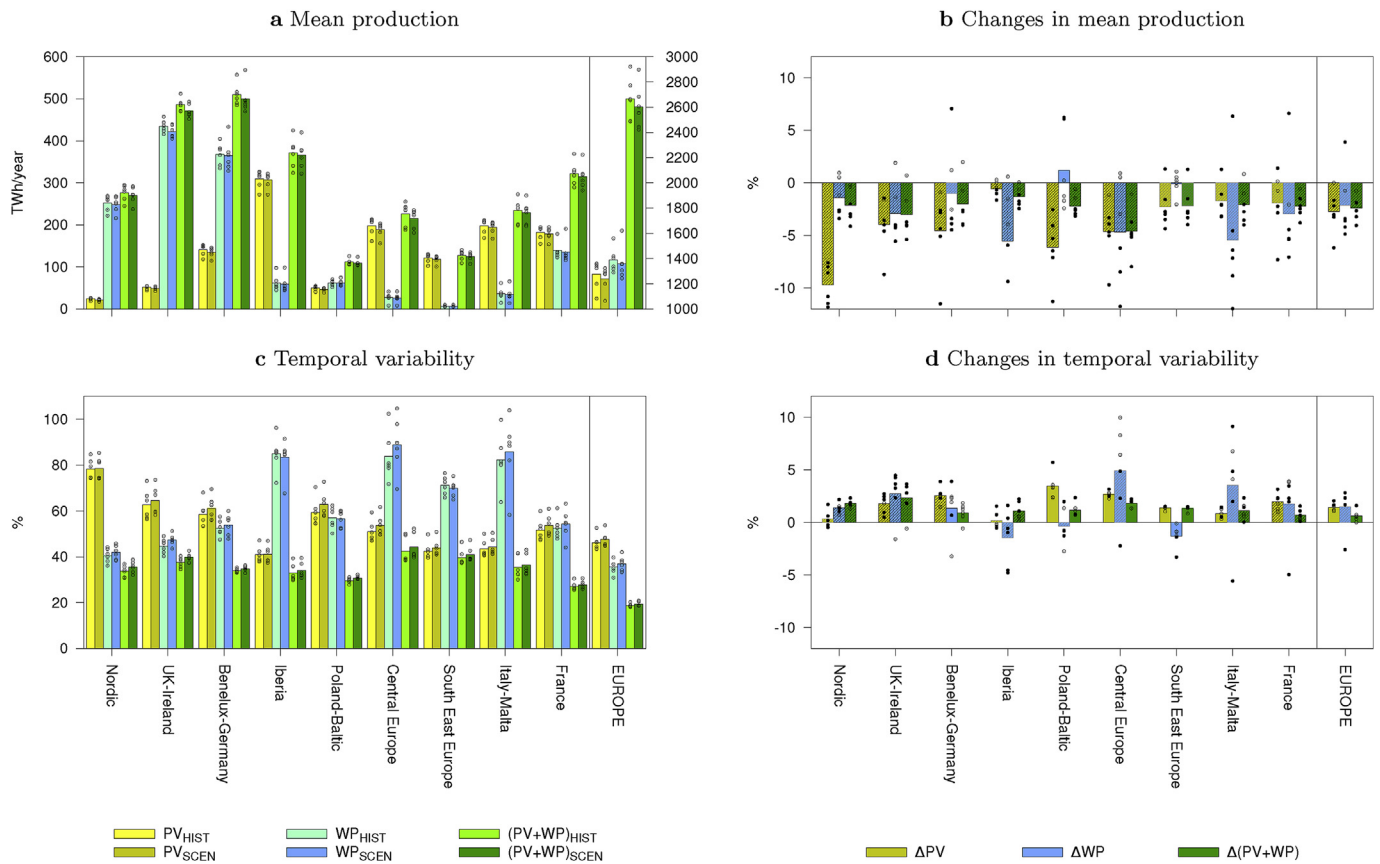 a Mean production
b Changes in mean production
TWh/year
600
500
400
300
200
100
0
3000
2800
2600
2400
2200
2000
1800
1600
1400
1200
1000
%
10
5
0
-5
-10
c Temporal variability
d Changes in temporal variability
%
100
80
60
40
20
0
%
10
5
0
-5
-10
Nordic
UK-Ireland
Benelux-Germany
Iberia
Poland-Baltic
Central Europe
South East Europe
Italy-Malta
France
EUROPE
Nordic
UK-Ireland
Benelux-Germany
Iberia
Poland-Baltic
Central Europe
South East Europe
Italy-Malta
France
EUROPE
PVHIST
WPHIST
(PV+WP)HIST
PVSCEN
WPSCEN
(PV+WP)SCEN
ΔPV
ΔWP
Δ(PV+WP)